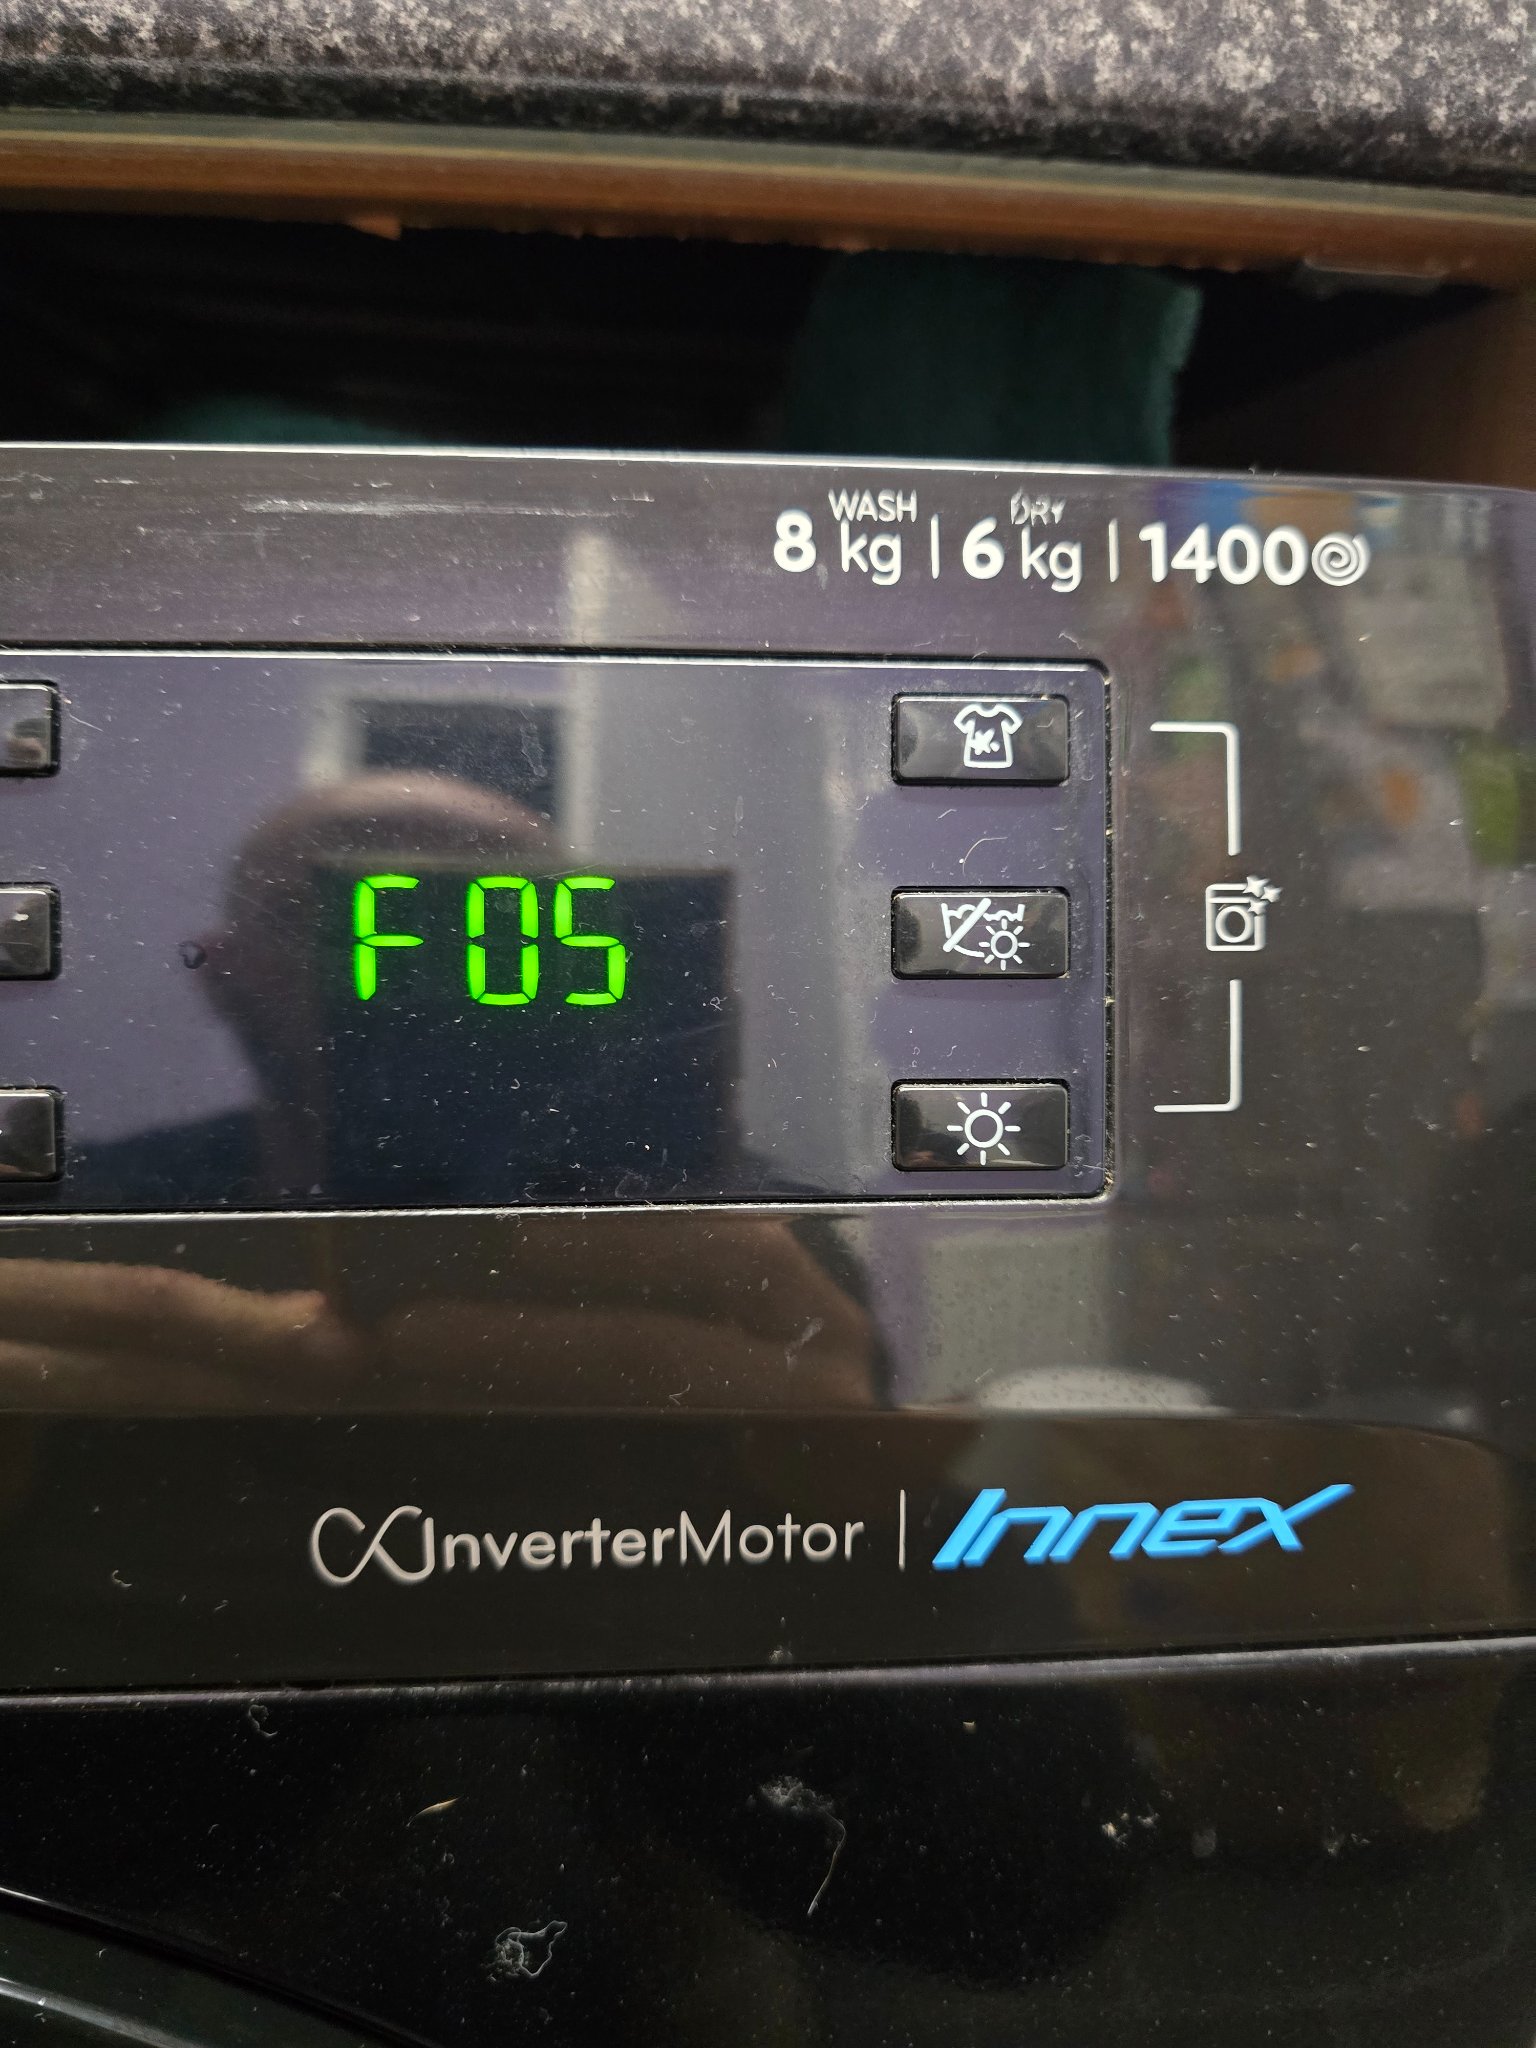 WASH DRY
8 kg | 6 kg | 1400
F05
InverterMotor | Innex